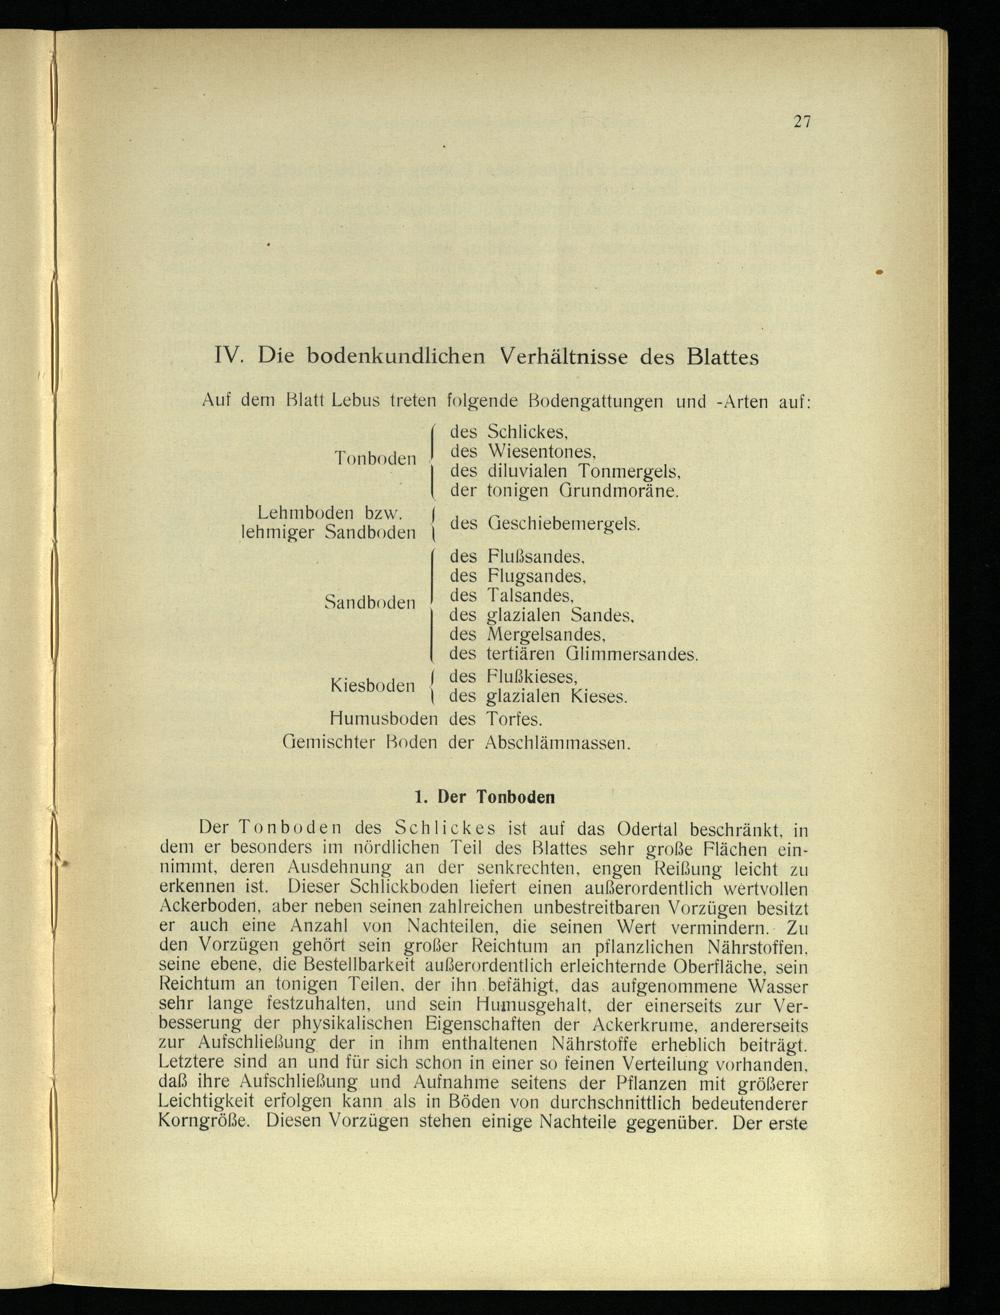 27
IV. Die bodenkundlichen Verhältnisse des Blattes
Auf dem Blatt Lebus treten folgende Bodengattungen und -Arten auf:
Tonboden
des Schlickes,
des Wiesentones,
des diluvialen Tonmergels,
der tonigen Grundmoräne.
Lehmboden bzw.
lehmiger Sandboden
des Geschiebemergels.
Sandboden
des Flußsandes,
des Flugsandes,
des Talsandes,
des glazialen Sandes,
des Mergelsandes,
des tertiären Glimmersandes.
Kiesboden
des Flußkieses,
des glazialen Kieses.
Humusboden des Torfes.
Gemischter Boden der Abschlämmassen.
1. Der Tonboden
Der Tonboden des Schlickes ist auf das Odertal beschränkt, in
dem er besonders im nördlichen Teil des Blattes sehr große Flächen ein-
nimmt, deren Ausdehnung an der senkrechten, engen Reißung leicht zu
erkennen ist. Dieser Schlickboden liefert einen außerordentlich wertvollen
Ackerboden, aber neben seinen zahlreichen unbestreitbaren Vorzügen besitzt
er auch eine Anzahl von Nachteilen, die seinen Wert vermindern. Zu
den Vorzügen gehört sein großer Reichtum an pflanzlichen Nährstoffen,
seine ebene, die Bestellbarkeit außerordentlich erleichternde Oberfläche, sein
Reichtum an tonigen Teilen, der ihn befähigt, das aufgenommene Wasser
sehr lange festzuhalten, und sein Humusgehalt, der einerseits zur Ver-
besserung der physikalischen Eigenschaften der Ackerkrume, andererseits
zur Aufschließung der in ihm enthaltenen Nährstoffe erheblich beiträgt.
Letztere sind an und für sich schon in einer so feinen Verteilung vorhanden,
daß ihre Aufschließung und Aufnahme seitens der Pflanzen mit größerer
Leichtigkeit erfolgen kann als in Böden von durchschnittlich bedeutenderer
Korngröße. Diesen Vorzügen stehen einige Nachteile gegenüber. Der erste